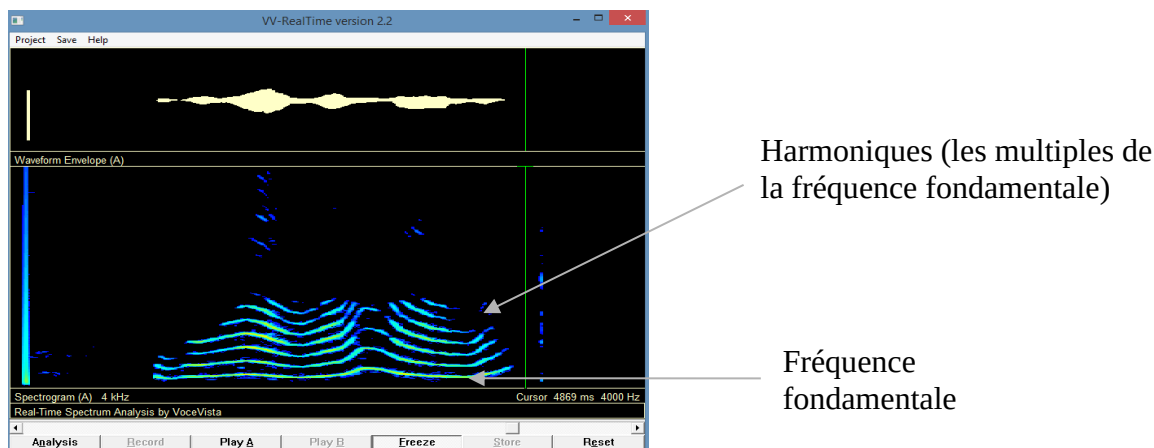 VV-RealTime version 2.2
Project Save Help
Waveform Envelope (A)
Harmoniques (les multiples de
la fréquence fondamentale)
Fréquence
fondamentale
Spectrogram (A) 4 kHz Cursor 4869 ms 4000 Hz
Real-Time Spectrum Analysis by VoceVista
Analysis Record Play A Play B Freeze Store Reset